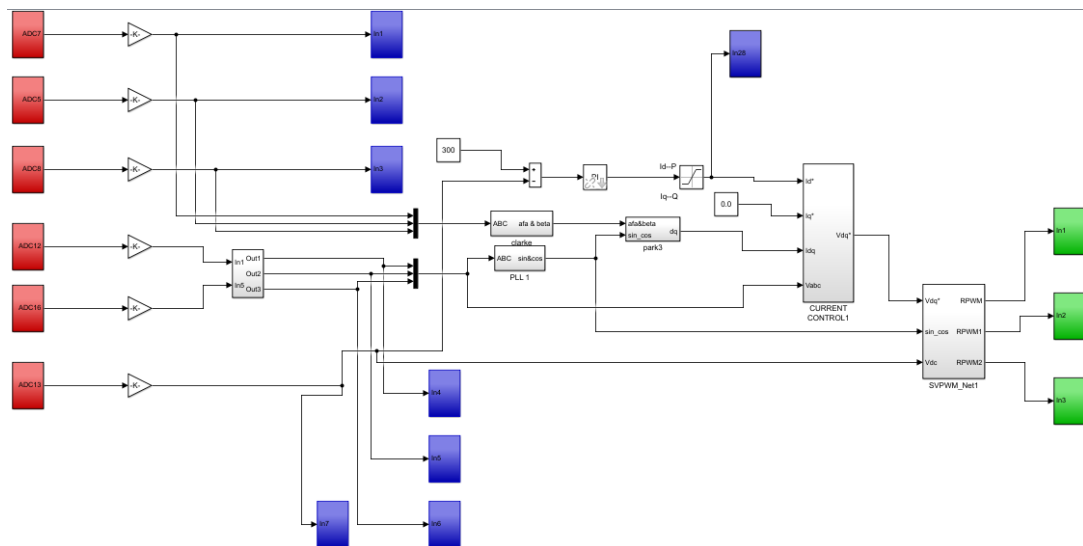 ADC7
-K-
In1
In28
ADC5
-K-
In2
300
ADC8
-K-
In3
+
−
PI
Id--P
Iq--Q
0.0
Id*
Iq*
Idq
Vabc
Vdq*
CURRENT
CONTROL1
ABC
afa & beta
clarke
afa&beta
sin_cos
dq
park3
ABC
sin&cos
PLL 1
ADC12
-K-
In1
In5
Out1
Out2
Out3
ADC16
-K-
Vdq*
sin_cos
Vdc
RPWM
RPWM1
RPWM2
SVPWM_Net1
In1
In2
In3
ADC13
-K-
In4
In5
In6
In7